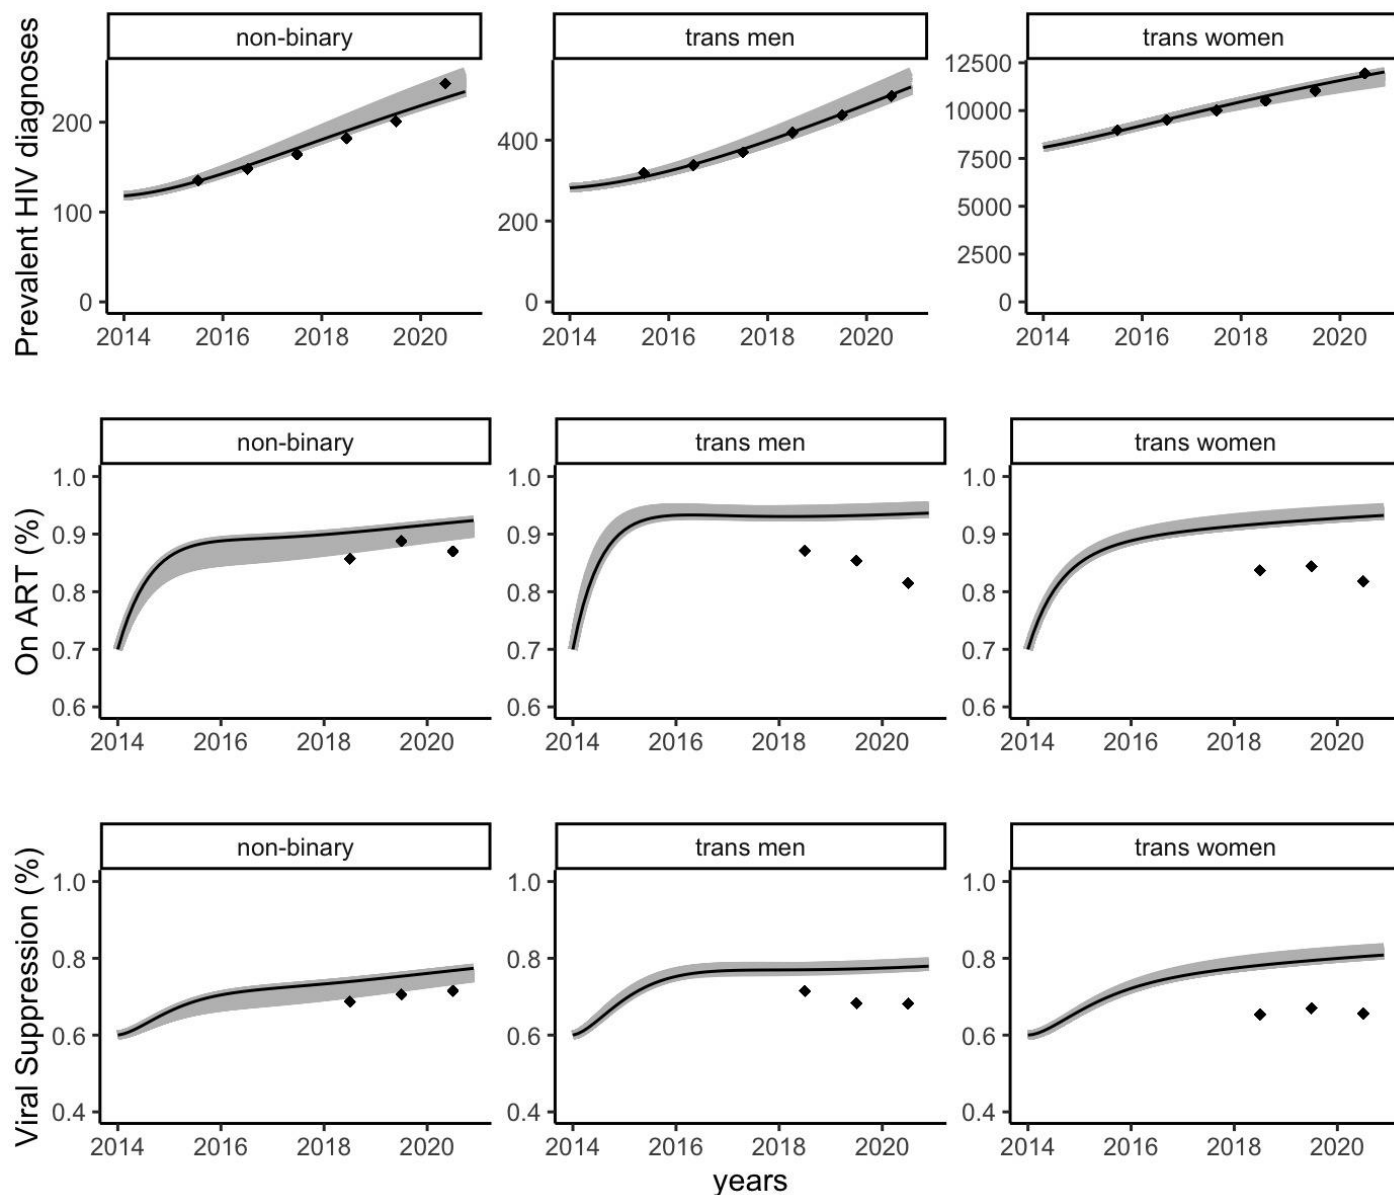 Prevalent HIV diagnoses
non-binary
200
100
0
2014 2016 2018 2020
trans men
400
200
0
2014 2016 2018 2020
trans women
12500
10000
7500
5000
2500
0
2014 2016 2018 2020
On ART (%)
non-binary
1.0
0.9
0.8
0.7
0.6
2014 2016 2018 2020
trans men
1.0
0.9
0.8
0.7
0.6
2014 2016 2018 2020
trans women
1.0
0.9
0.8
0.7
0.6
2014 2016 2018 2020
Viral Suppression (%)
non-binary
1.0
0.8
0.6
0.4
2014 2016 2018 2020
trans men
1.0
0.8
0.6
0.4
2014 2016 2018 2020
trans women
1.0
0.8
0.6
0.4
2014 2016 2018 2020
years